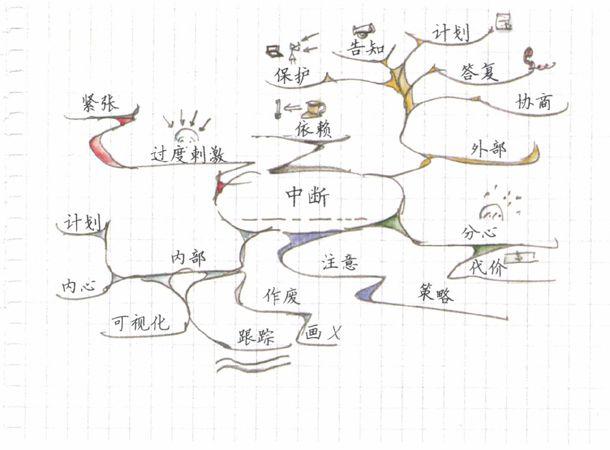 计划
告知
答复
保护
协商
紧张
依赖
过度刺激
外部
中断
计划
分心
内部
注意
代价
内心
作废
策略
可视化
跟踪
画 X